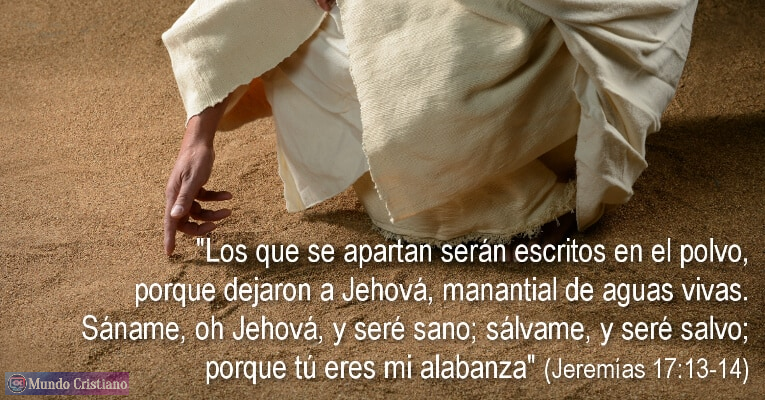 "Los que se apartan serán escritos en el polvo,
porque dejaron a Jehová, manantial de aguas vivas.
Sáname, oh Jehová, y seré sano; sálvame, y seré salvo;
porque tú eres mi alabanza" (Jeremías 17:13-14)
Mundo Cristiano